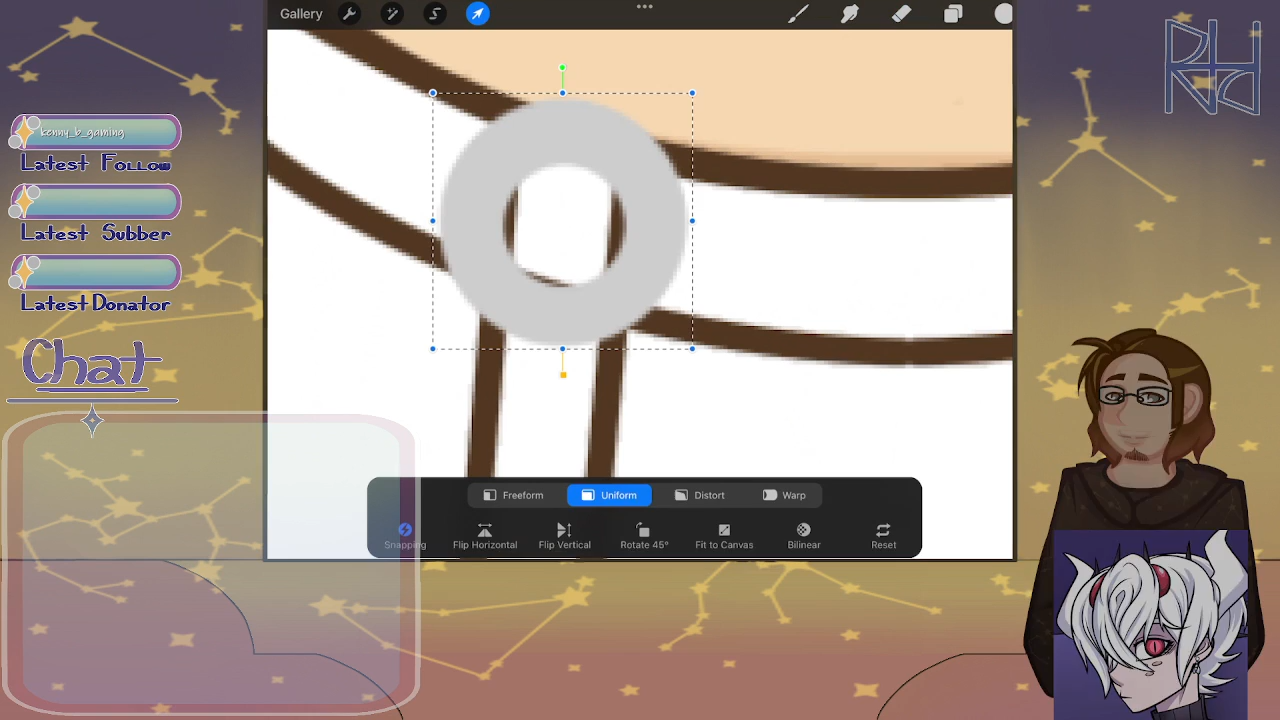 Gallery
kenny_b_gaming
Latest Follow
Latest Subber
Latest Donator
Chat
Freeform Uniform Distort Warp
Snapping Flip Horizontal Flip Vertical Rotate 45° Fit to Canvas Bilinear Reset